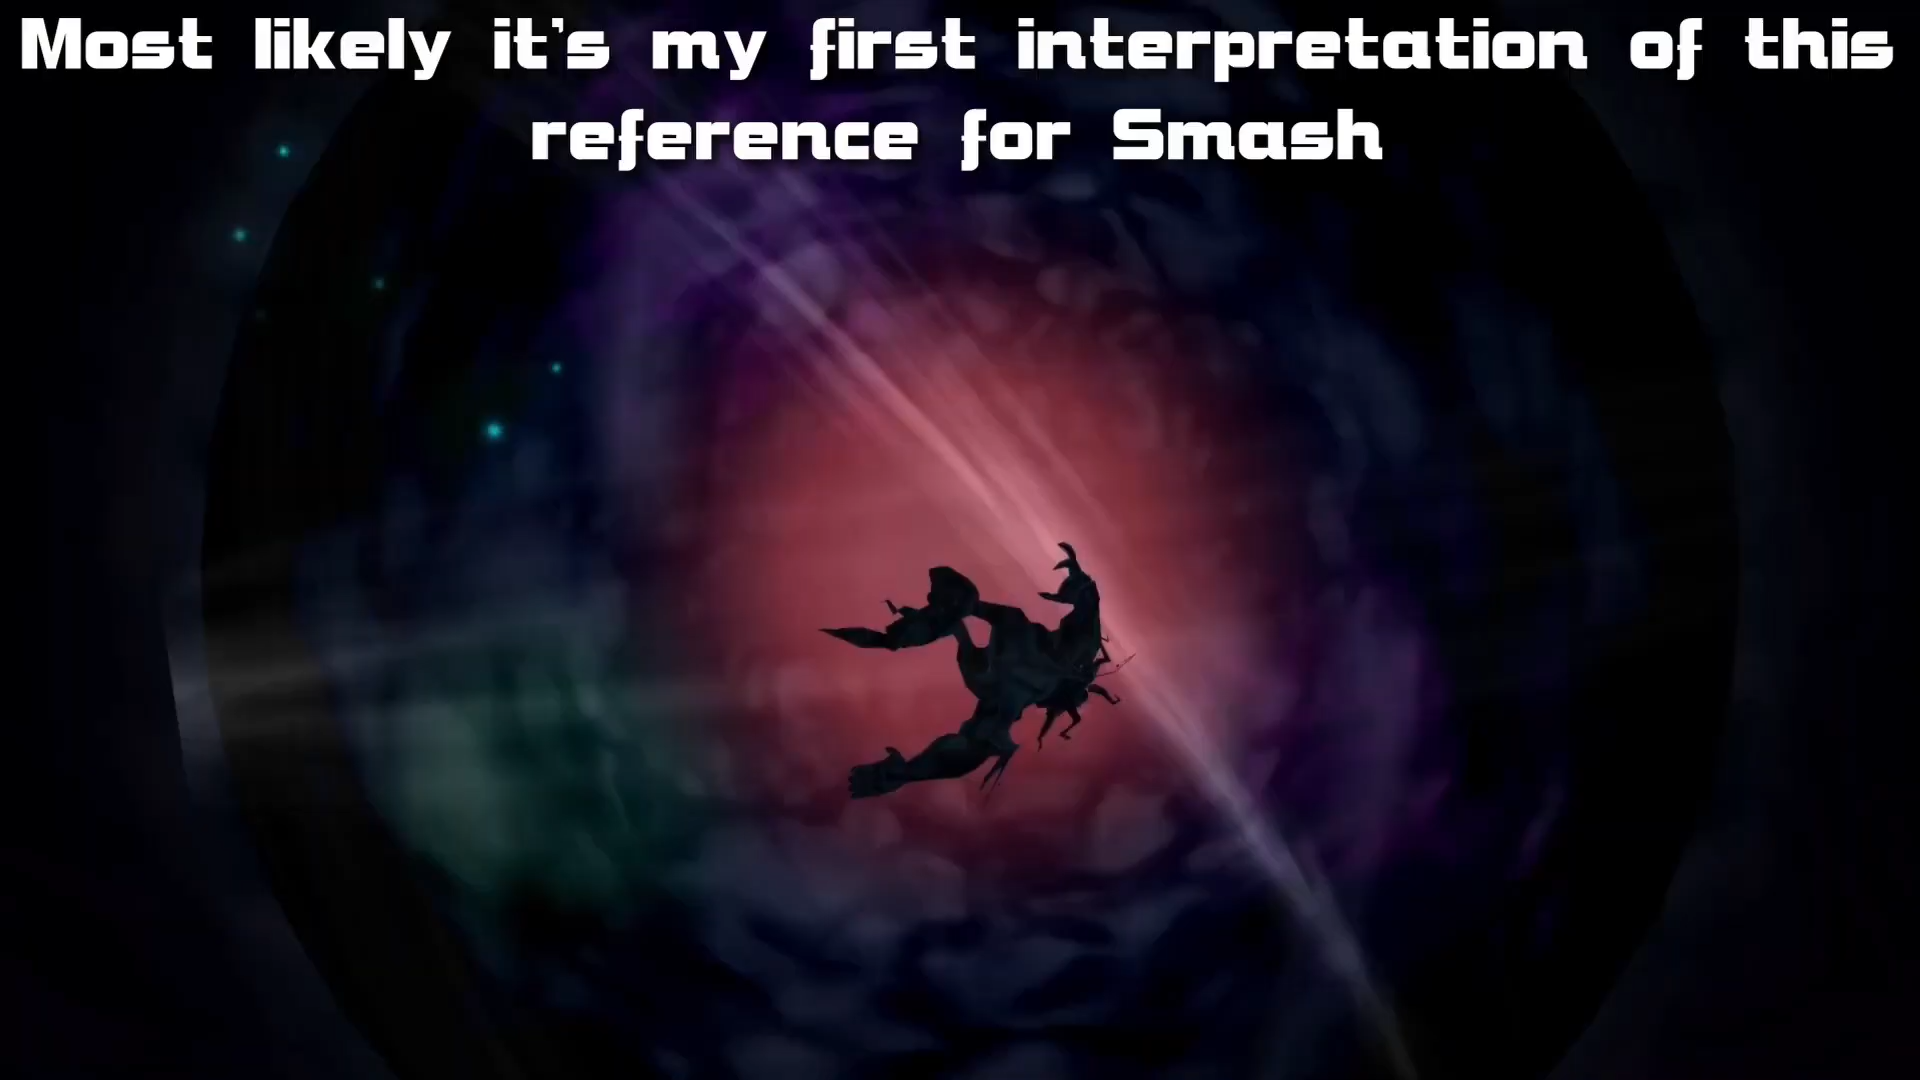 Most likely it's my first interpretation of this
reference for Smash